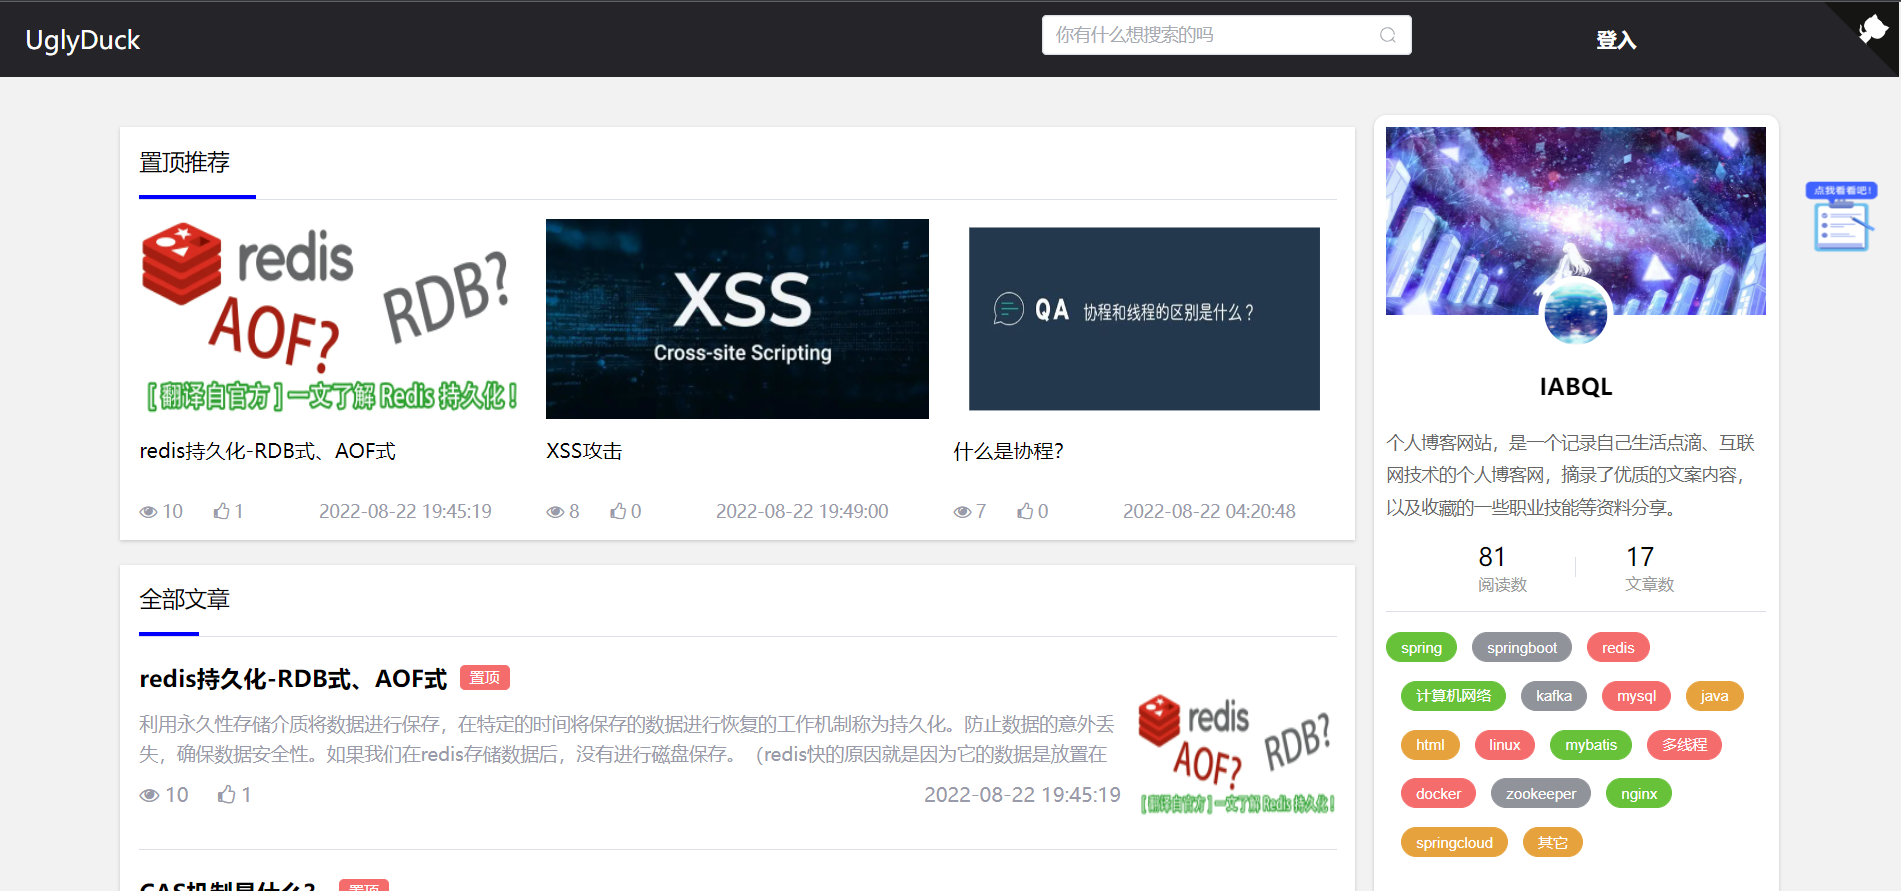 UglyDuck
你有什么想搜索的吗
登入
点我看看吧!
置顶推荐
redis
AOF?
RDB?
[翻译自官方]一文了解 Redis 持久化!
XSS
Cross-site Scripting
QA 协程和线程的区别是什么?
redis持久化-RDB式、AOF式
XSS攻击
什么是协程?
10 1 2022-08-22 19:45:19
8 0 2022-08-22 19:49:00
7 0 2022-08-22 04:20:48
全部文章
redis持久化-RDB式、AOF式 置顶
利用永久性存储介质将数据进行保存，在特定的时间将保存的数据进行恢复的工作机制称为持久化。防止数据的意外丢
失，确保数据安全性。如果我们在redis存储数据后，没有进行磁盘保存。（redis快的原因就是因为它的数据是放置在
10 1 2022-08-22 19:45:19
redis
AOF?
RDB?
[翻译自官方]一文了解 Redis 持久化!
CAS机制是什么? 置顶
IABQL
个人博客网站，是一个记录自己生活点滴、互联
网技术的个人博客网，摘录了优质的文案内容，
以及收藏的一些职业技能等资料分享。
81 17
阅读数 文章数
spring springboot redis
计算机网络 kafka mysql java
html linux mybatis 多线程
docker zookeeper nginx
springcloud 其它